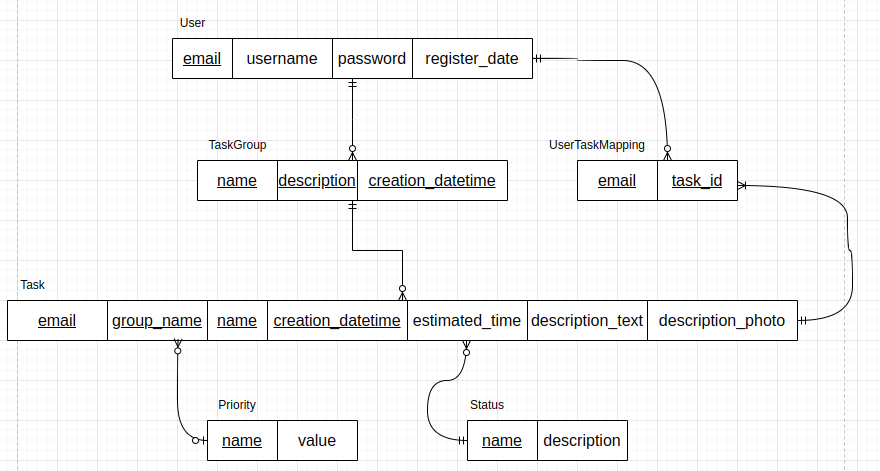 User
email username password register_date
TaskGroup
UserTaskMapping
name description creation_datetime
email task_id
Task
email group_name name creation_datetime estimated_time description_text description_photo
Priority
Status
name value
name description